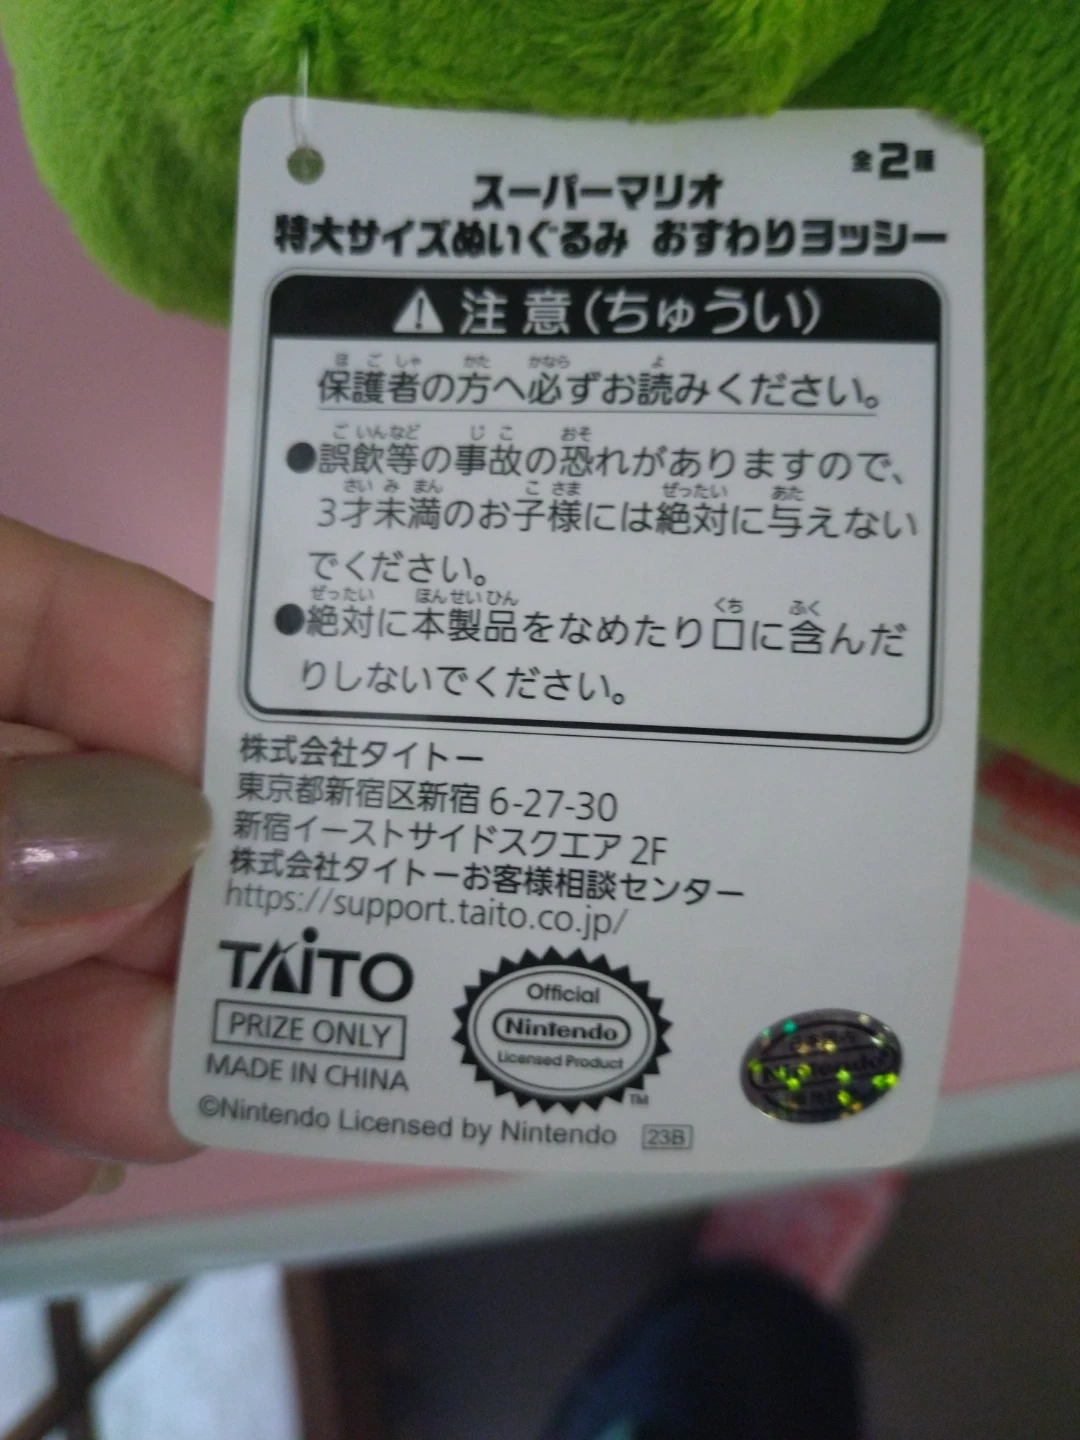 全2種
スーパーマリオ
特大サイズぬいぐるみ おすわりヨッシー
注意(ちゅうい)
保護者の方へ必ずお読みください。
●誤飲等の事故の恐れがありますので、
3才未満のお子様には絶対に与えない
でください。
●絶対に本製品をなめたり口に含んだ
りしないでください。
株式会社タイトー
東京都新宿区新宿 6-27-30
新宿イーストサイドスクエア 2F
株式会社タイトーお客様相談センター
https://support.taito.co.jp/
TAITO
PRIZE ONLY
MADE IN CHINA
Official
Nintendo
Licensed Product
TM
Nintendo
©Nintendo Licensed by Nintendo 23B